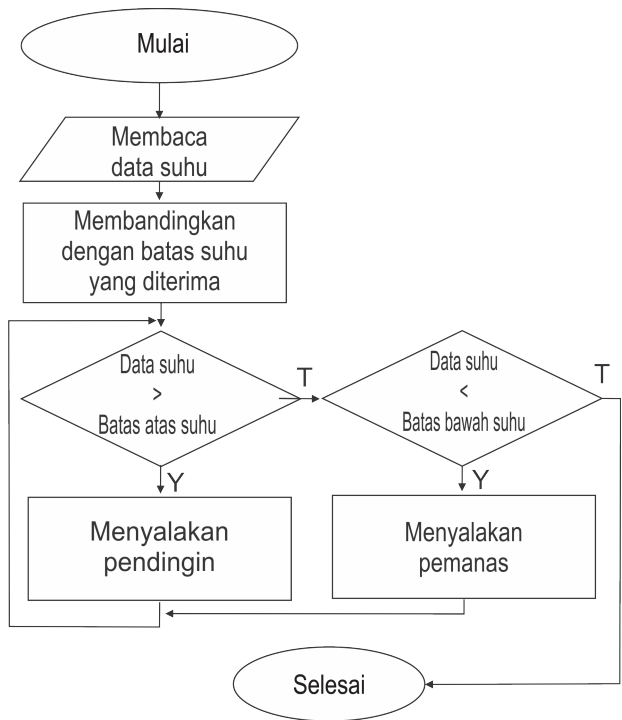 Mulai
Membaca
data suhu
Membandingkan
dengan batas suhu
yang diterima
Data suhu
>
Batas atas suhu
T
Data suhu
<
Batas bawah suhu
T
Y
Menyalakan
pendingin
Y
Menyalakan
pemanas
Selesai